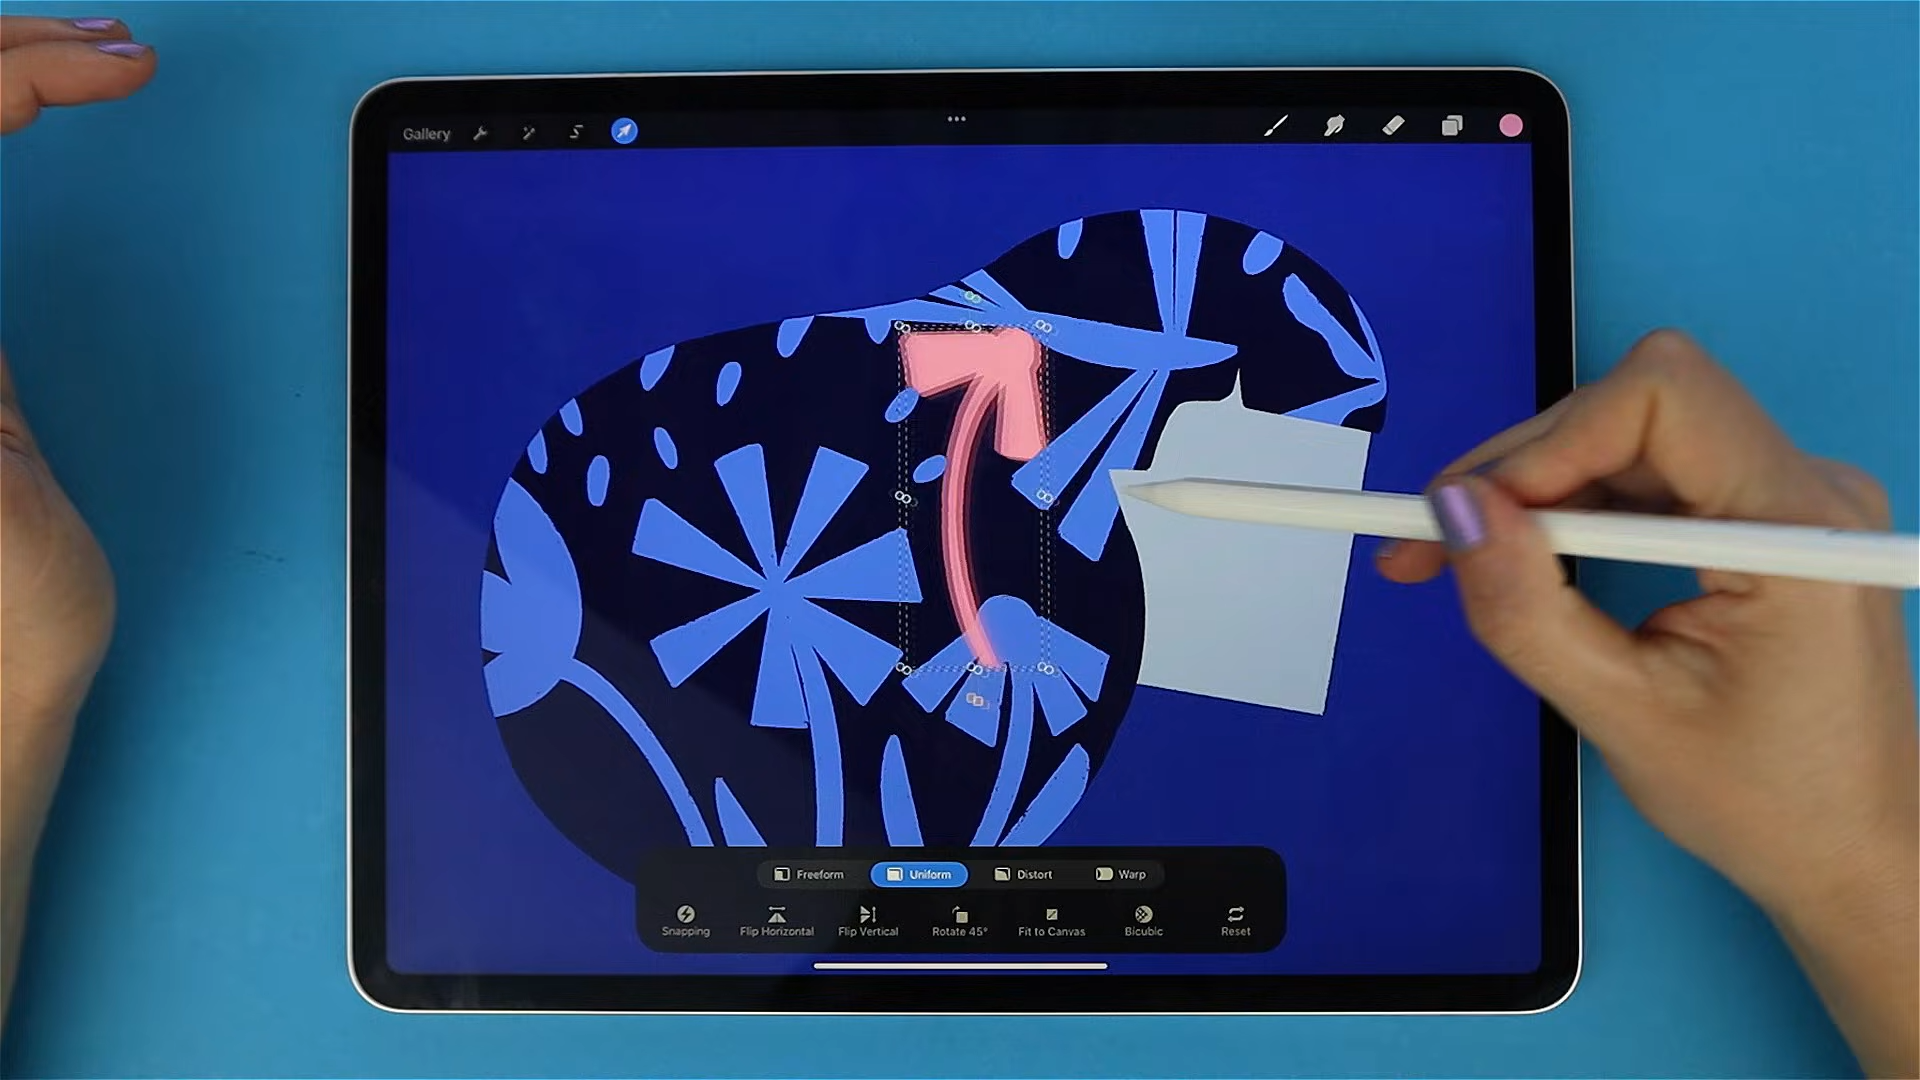 Gallery
Freeform Uniform Distort Warp
Snapping Flip Horizontal Flip Vertical Rotate 45° Fit to Canvas Bicubic Reset